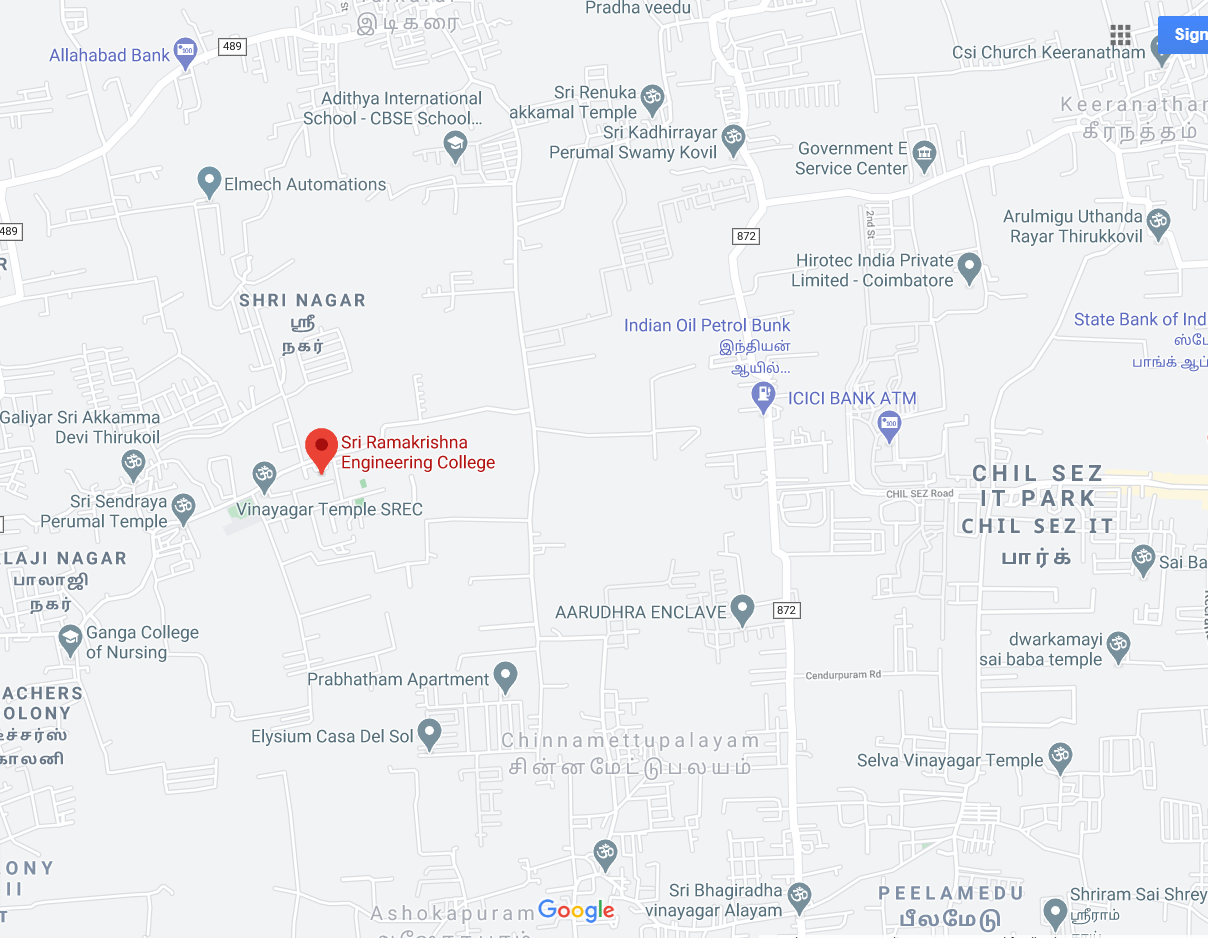 Pradha veedu
இடிகரை
489
Allahabad Bank
Sign
Csi Church Keeranatham
Adithya International
School - CBSE School...
Sri Renuka
akkamal Temple
Keeranatham
கீரநத்தம்
Sri Kadhirrayar
Perumal Swamy Kovil
Government E
Service Center
Elmech Automations
489
2nd St
Arulmigu Uthanda
Rayar Thirukkovil
872
Hirotec India Private
Limited - Coimbatore
SHRI NAGAR
ஸ்ரீ
நகர்
Indian Oil Petrol Bunk
இந்தியன்
ஆயில்...
State Bank of Ind
ICICI BANK ATM
Galiyar Sri Akkamma
Devi Thirukoil
Sri Ramakrishna
Engineering College
CHIL SEZ
IT PARK
CHIL SEZ IT
பார்க்
CHIL SEZ Road
Sri Sendraya
Perumal Temple
Vinayagar Temple SREC
LAJI NAGAR
பாலாஜி
நகர்
Sai Ba
AARUDHRA ENCLAVE
872
Ganga College
of Nursing
dwarkamayi
sai baba temple
Cendurpuram Rd
Prabhatham Apartment
ACHERS
OLONY
டீச்சர்ஸ்
காலனி
Elysium Casa Del Sol
Chinnamettupalayam
சின்னமேட்டுபலயம்
Selva Vinayagar Temple
ONY
II
Sri Bhagiradha
vinayagar Alayam
PEELAMEDU
பீலமேடு
Shriram Sai Shrey
ஸ்ரீராம்
Ashokapuram
Google